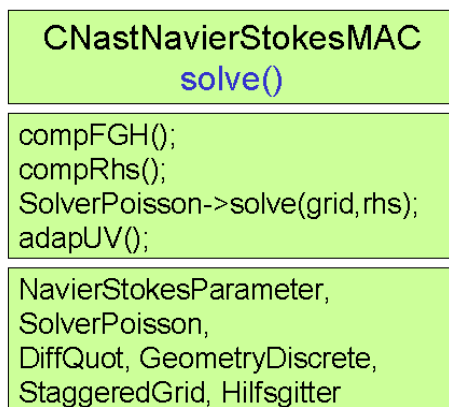 CNastNavierStokesMAC
solve()
compFGH();
compRhs();
SolverPoisson->solve(grid,rhs);
adapUV();
NavierStokesParameter,
SolverPoisson,
DiffQuot, GeometryDiscrete,
StaggeredGrid, Hilfsgitter